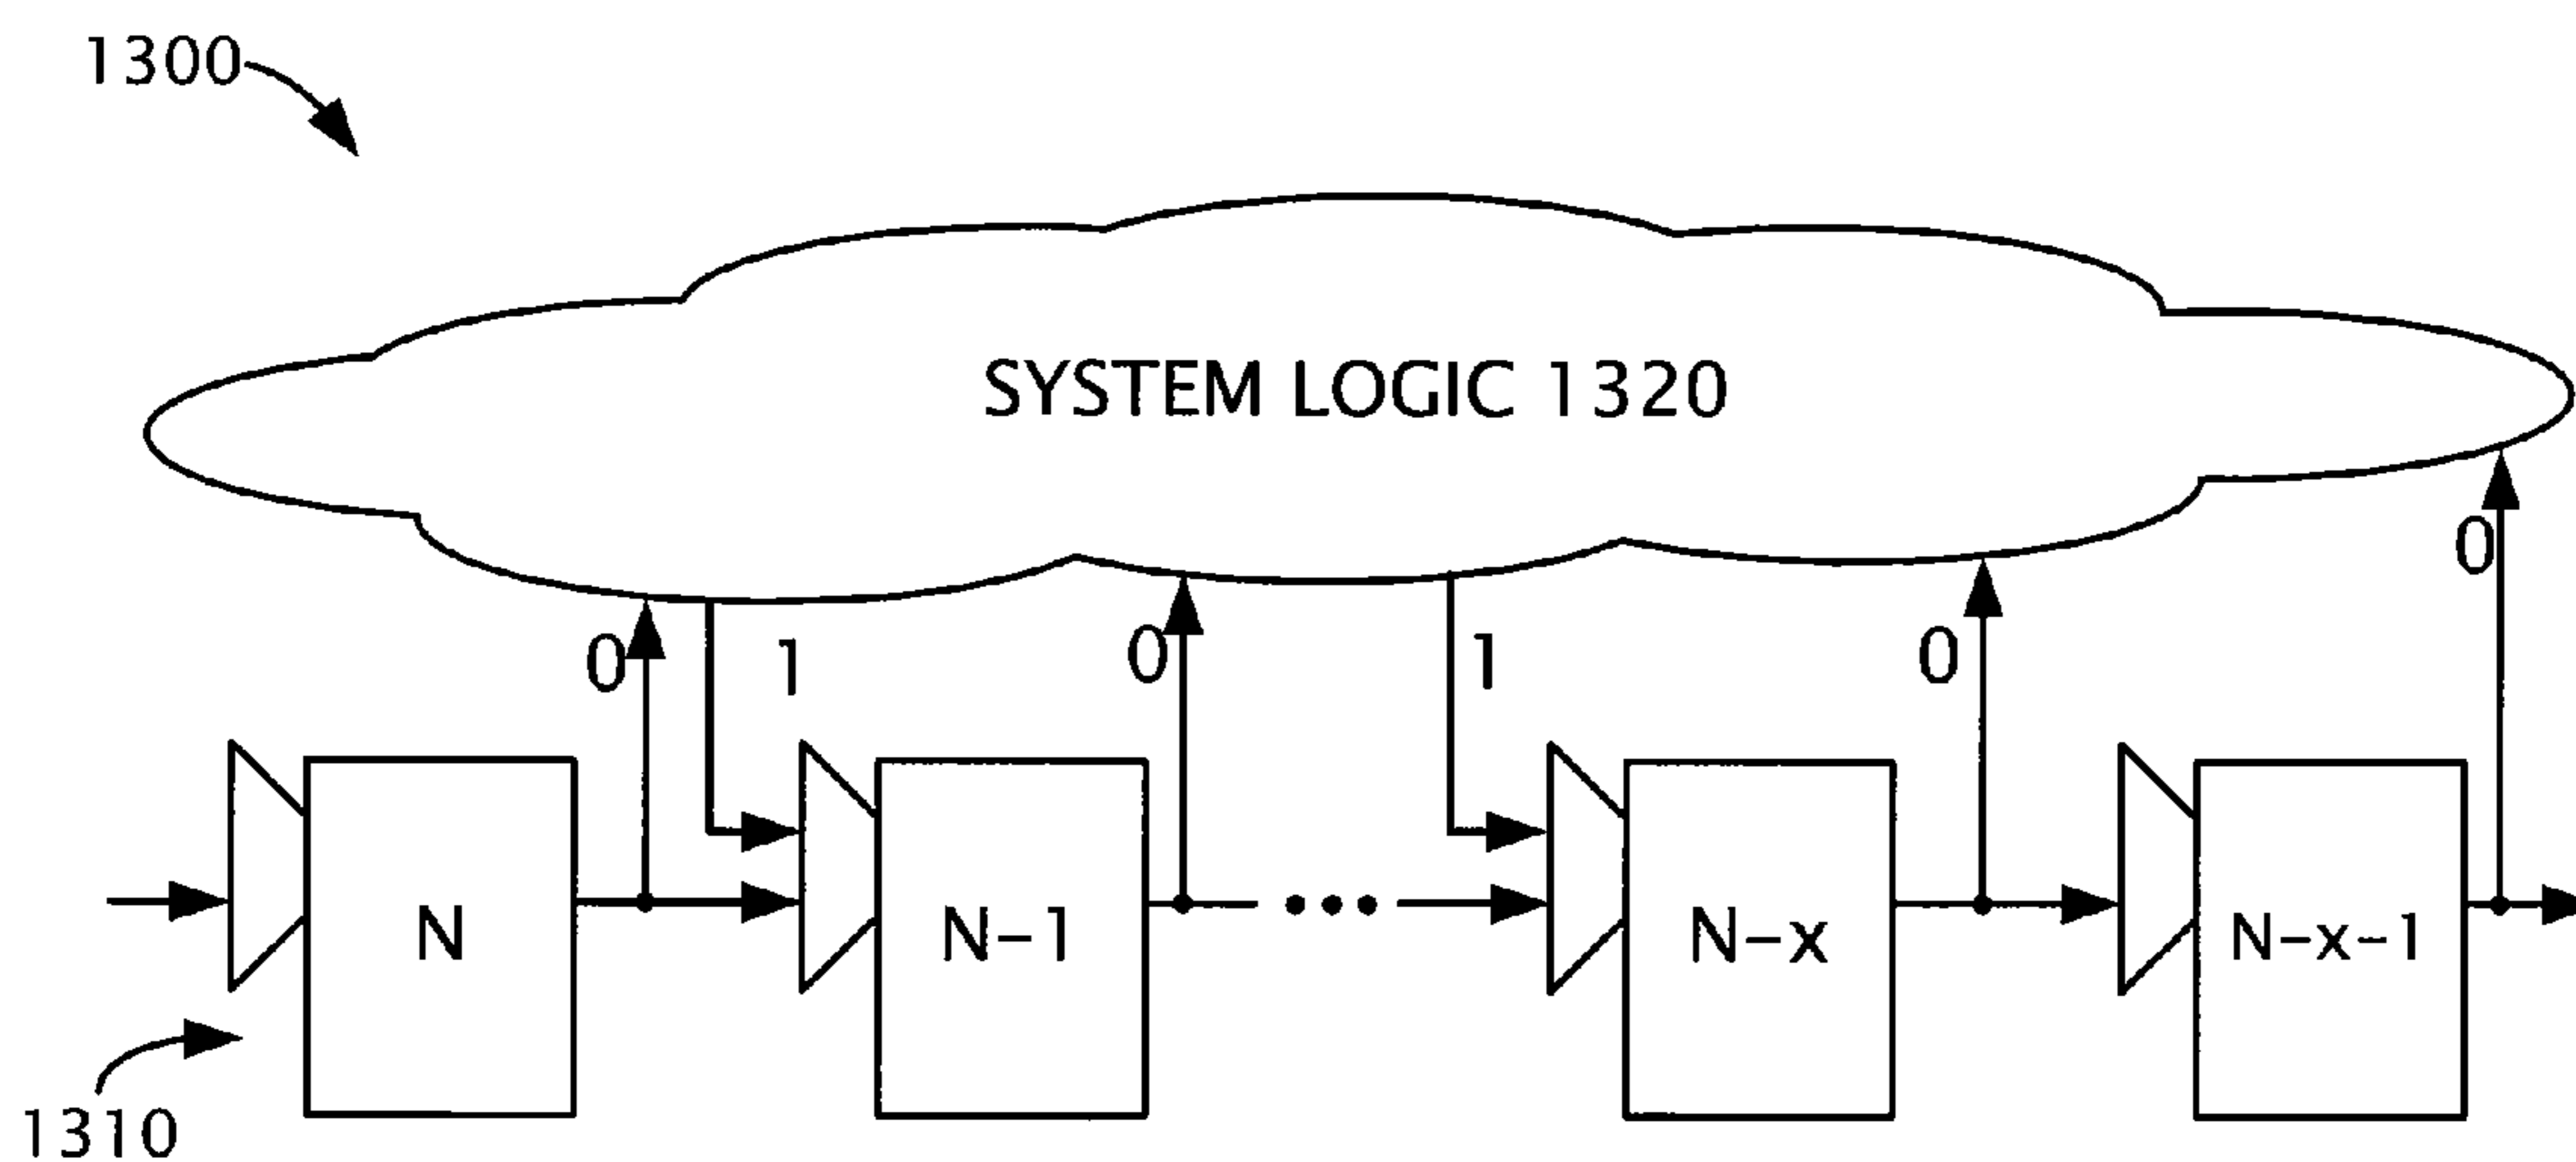 1300
SYSTEM LOGIC 1320
0
0 1 0 1 0
N N-1 ••• N-x N-x-1
1310